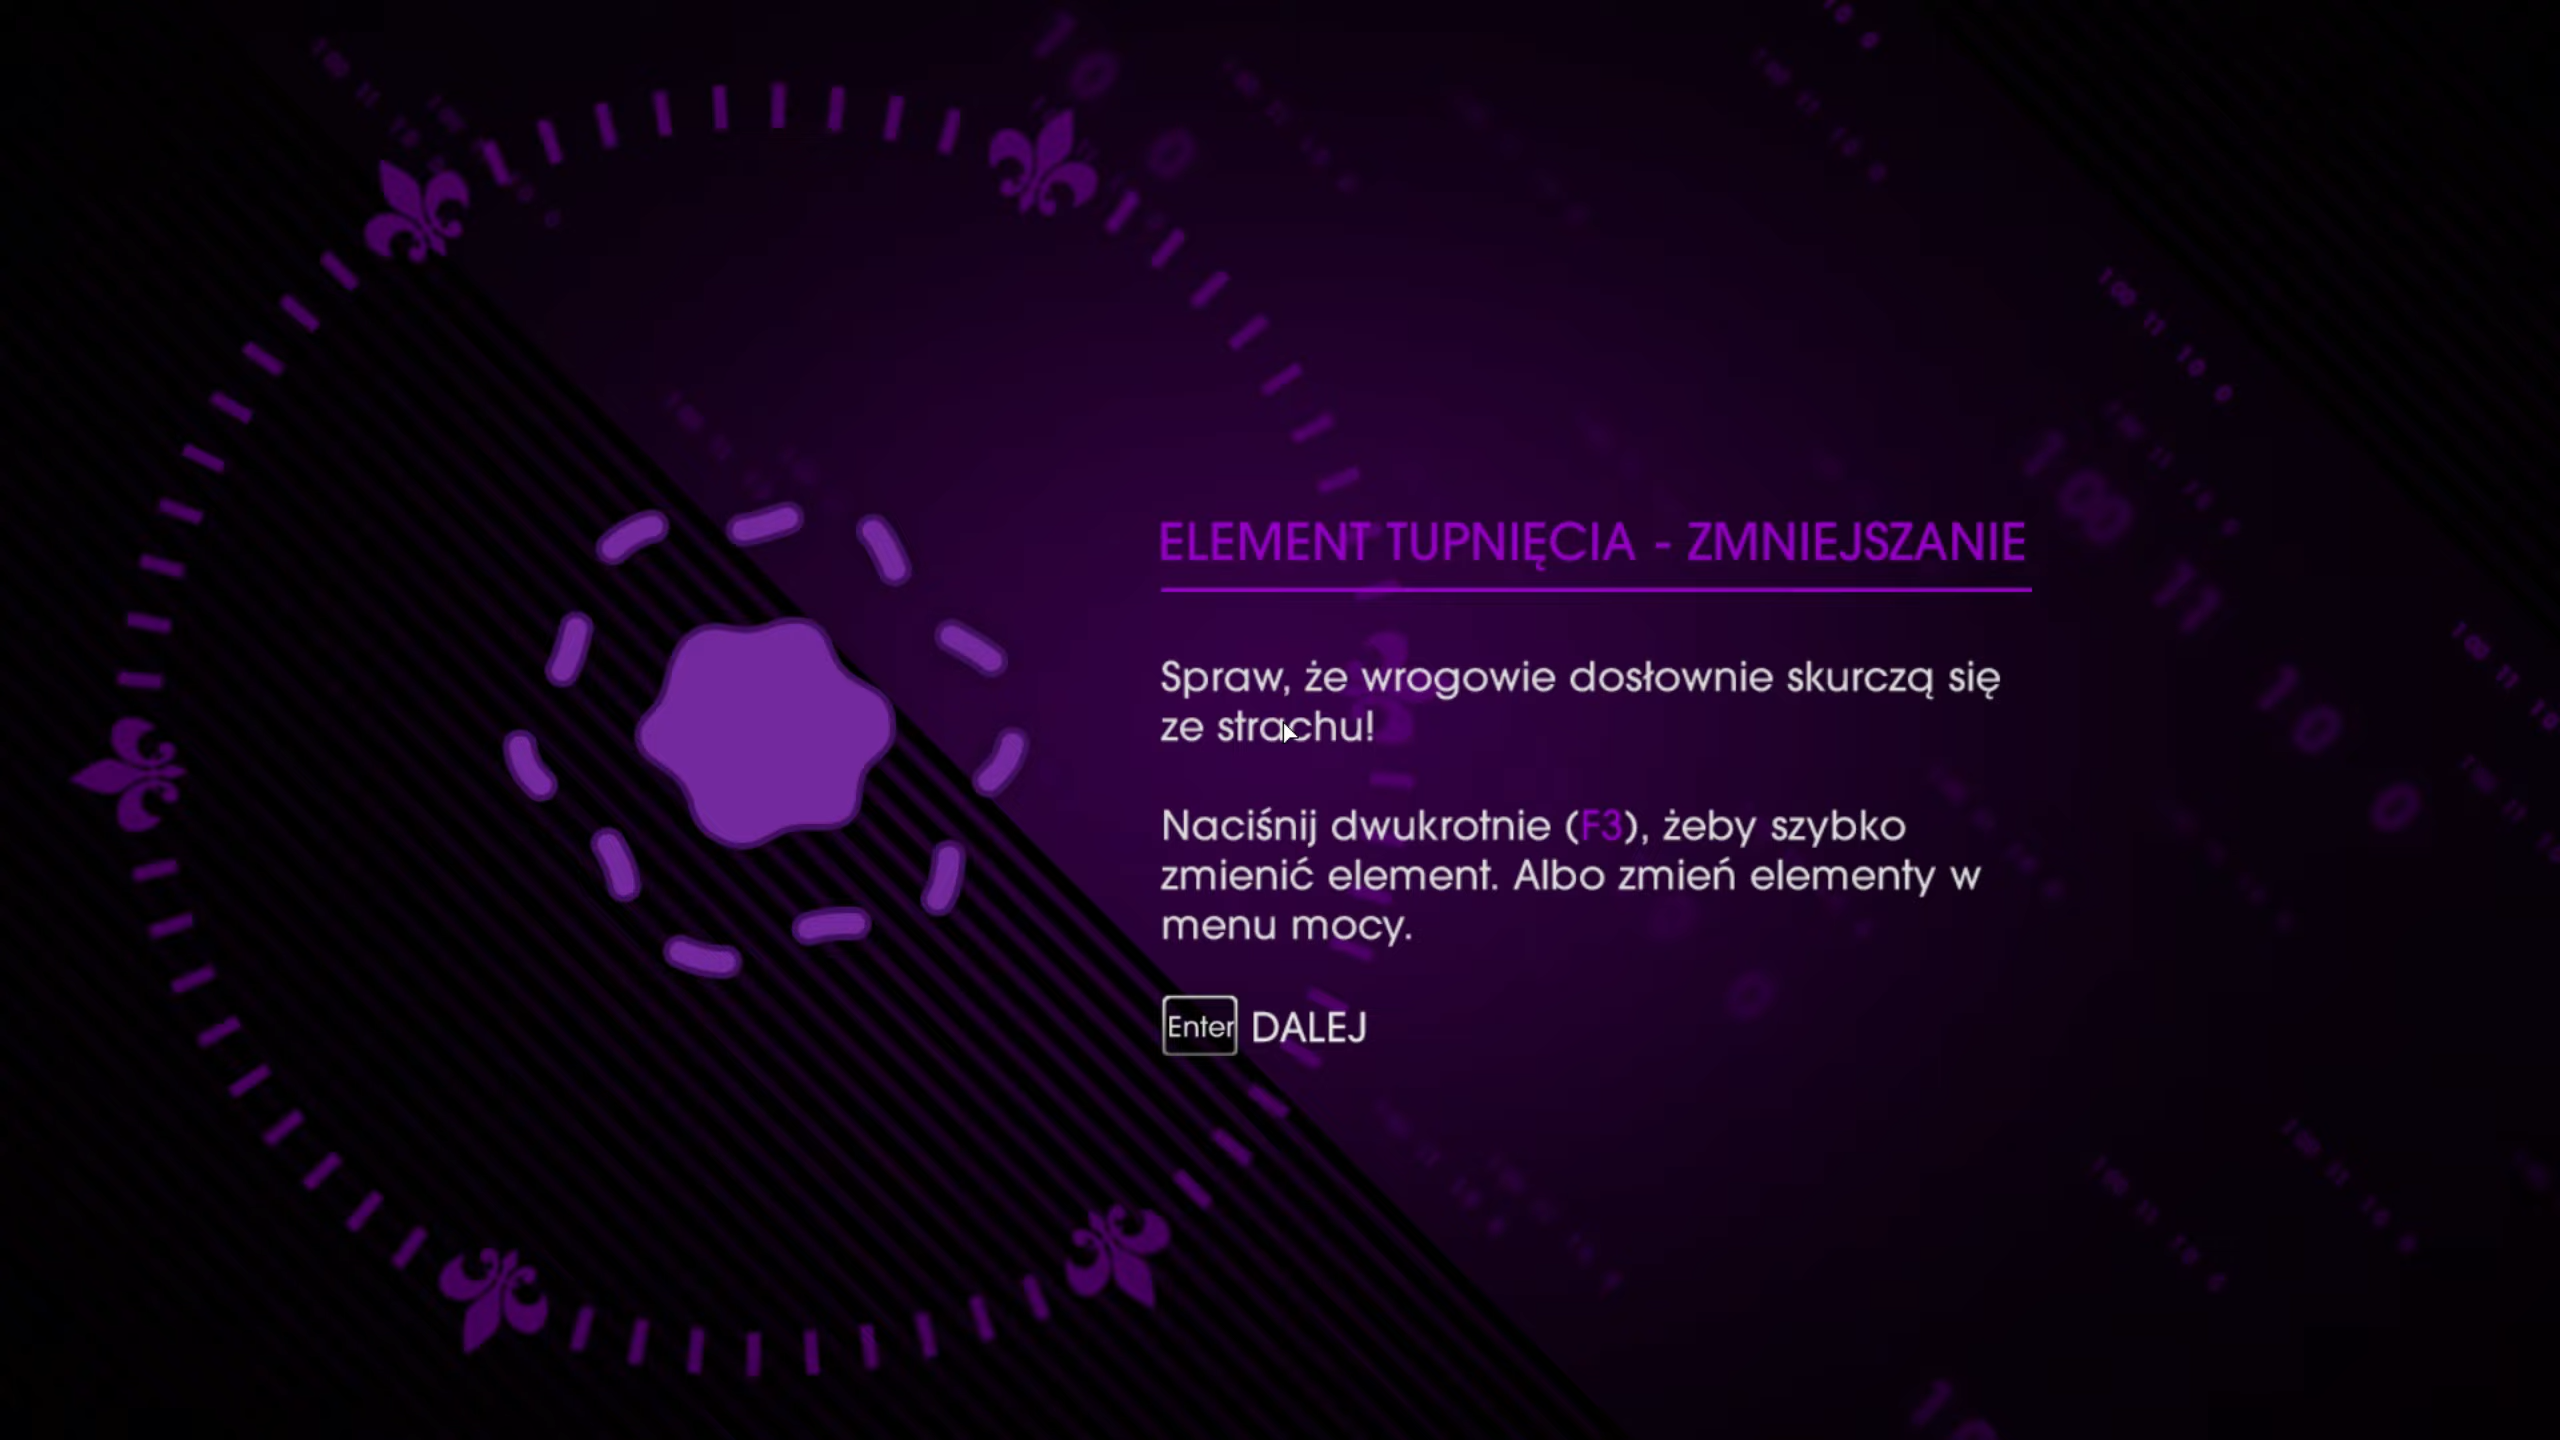 ELEMENT TUPNIĘCIA - ZMNIEJSZANIE
Spraw, że wrogowie dosłownie skurczą się
ze strachu!
Naciśnij dwukrotnie (F3), żeby szybko
zmienić element. Albo zmień elementy w
menu mocy.
Enter DALEJ